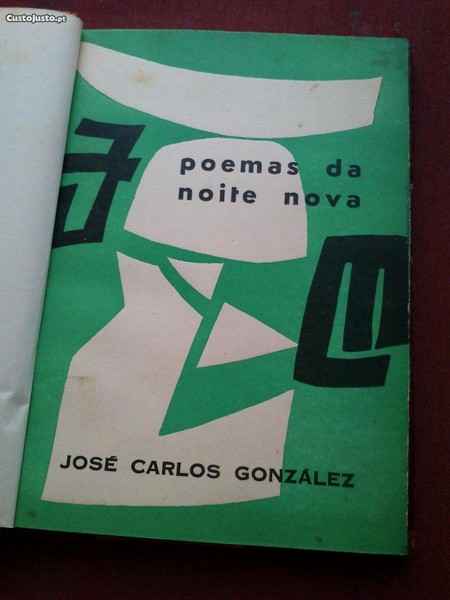 CustoJusto.pt
poemas da
noite nova
JOSÉ CARLOS GONZÁLEZ